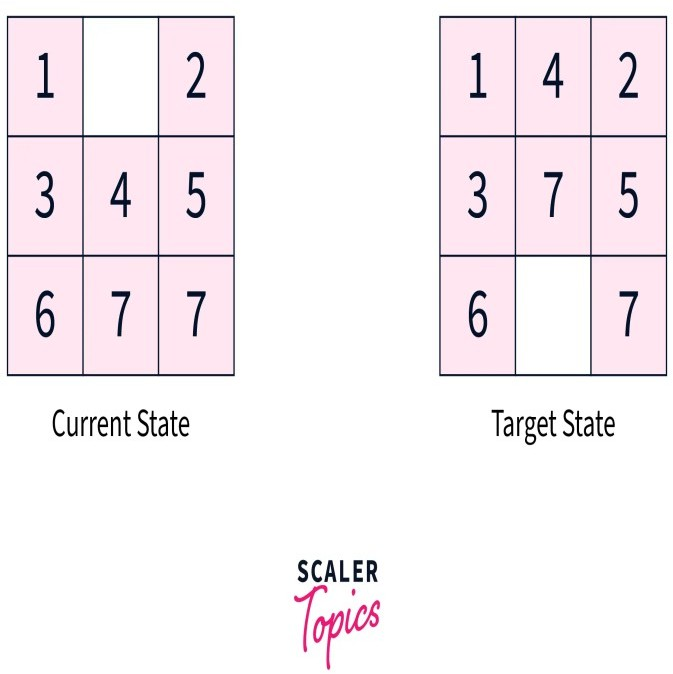 1 2 1 4 2
3 4 5 3 7 5
6 7 7 6 7
Current State Target State
SCALER
Topics